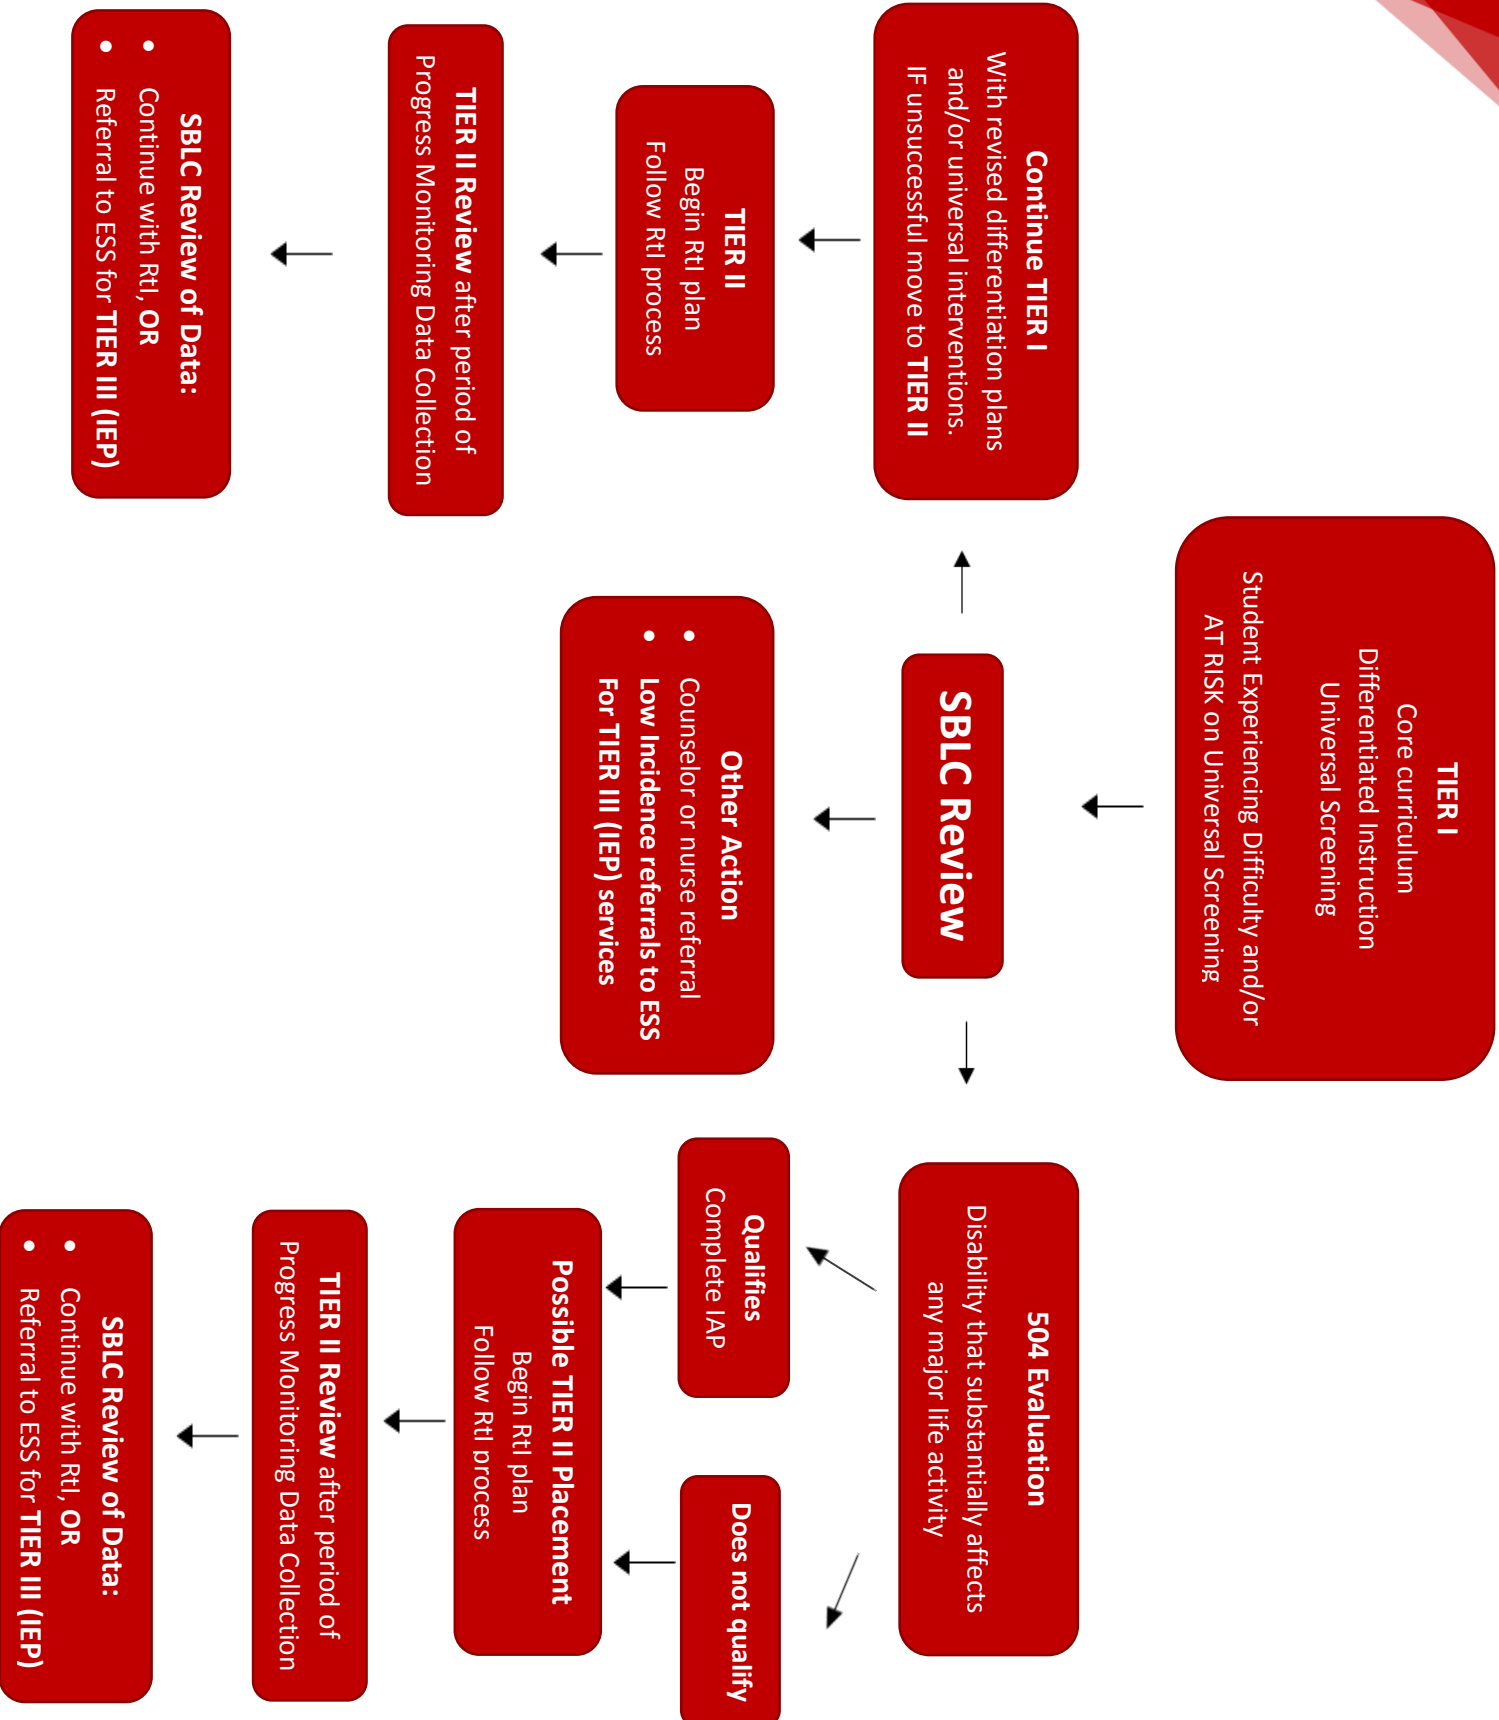 TIER I
Core curriculum
Differentiated Instruction
Universal Screening
Student Experiencing Difficulty and/or
AT RISK on Universal Screening
SBLC Review
Continue TIER I
With revised differentiation plans
and/or universal interventions.
IF unsuccessful move to TIER II
TIER II
Begin RtI plan
Follow RtI process
TIER II Review after period of
Progress Monitoring Data Collection
SBLC Review of Data:
• Continue with RtI, OR
• Referral to ESS for TIER III (IEP)
Other Action
• Counselor or nurse referral
• Low Incidence referrals to ESS
For TIER III (IEP) services
504 Evaluation
Disability that substantially affects
any major life activity
Qualifies
Complete IAP
Does not qualify
Possible TIER II Placement
Begin RtI plan
Follow RtI process
TIER II Review after period of
Progress Monitoring Data Collection
SBLC Review of Data:
• Continue with RtI, OR
• Referral to ESS for TIER III (IEP)